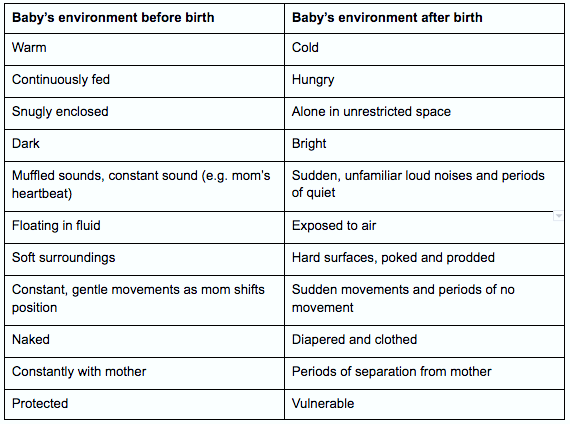 Baby's environment before birth
Baby's environment after birth
Warm
Cold
Continuously fed
Hungry
Snugly enclosed
Alone in unrestricted space
Dark
Bright
Muffled sounds, constant sound (e.g. mom's
heartbeat)
Sudden, unfamiliar loud noises and periods
of quiet
Floating in fluid
Exposed to air
Soft surroundings
Hard surfaces, poked and prodded
Constant, gentle movements as mom shifts
position
Sudden movements and periods of no
movement
Naked
Diapered and clothed
Constantly with mother
Periods of separation from mother
Protected
Vulnerable